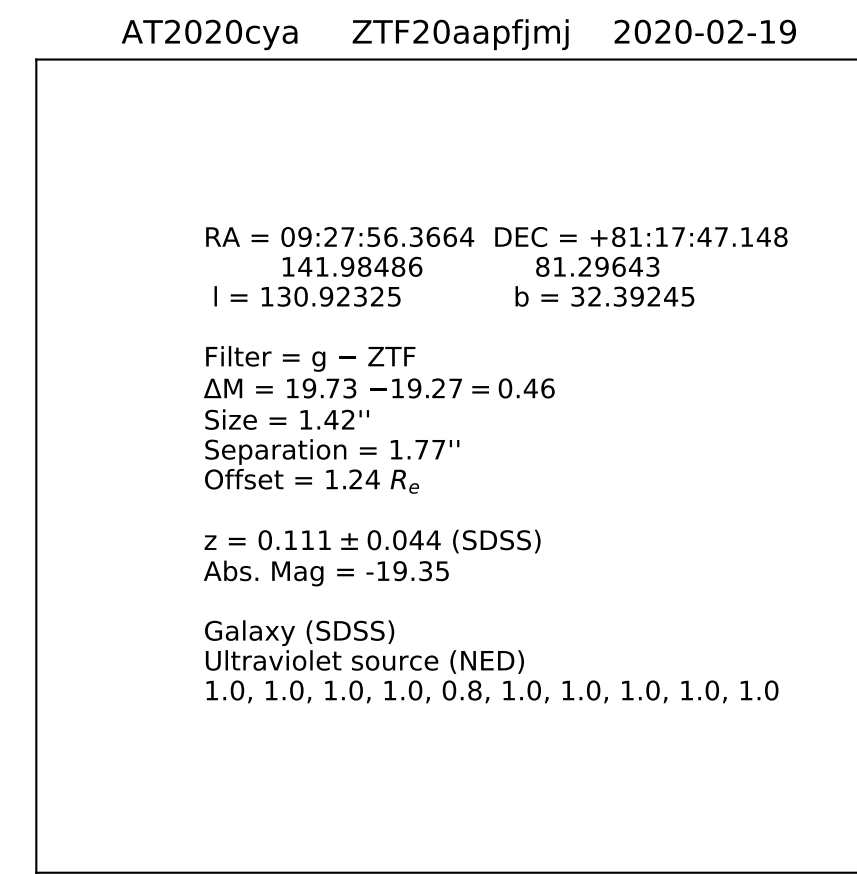 AT2020cya ZTF20aapfjmj 2020-02-19
RA = 09:27:56.3664 DEC = +81:17:47.148
141.98486 81.29643
l = 130.92325 b = 32.39245
Filter = g − ZTF
ΔM = 19.73 −19.27 = 0.46
Size = 1.42''
Separation = 1.77''
Offset = 1.24 Rₑ
z = 0.111 ± 0.044 (SDSS)
Abs. Mag = -19.35
Galaxy (SDSS)
Ultraviolet source (NED)
1.0, 1.0, 1.0, 1.0, 0.8, 1.0, 1.0, 1.0, 1.0, 1.0